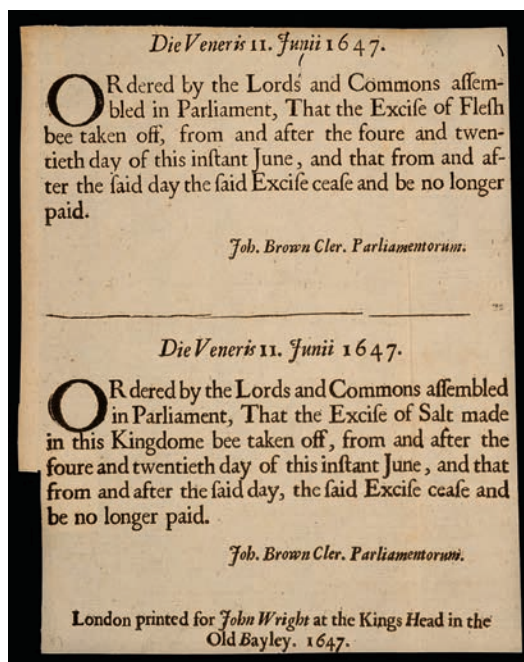 Die Veneris 11. Junii 1647.
ORdered by the Lords and Commons aſſem-
bled in Parliament, That the Exciſe of Fleſh
bee taken off, from and after the foure and twen-
tieth day of this inſtant June, and that from and af-
ter the ſaid day the ſaid Exciſe ceaſe and be no longer
paid.
Joh. Brown Cler. Parliamentorum.
Die Veneris 11. Junii 1647.
ORdered by the Lords and Commons aſſembled
in Parliament, That the Exciſe of Salt made
in this Kingdome bee taken off, from and after the
foure and twentieth day of this inſtant June, and that
from and after the ſaid day, the ſaid Exciſe ceaſe and
be no longer paid.
Joh. Brown Cler. Parliamentorum.
London printed for John Wright at the Kings Head in the
Old Bayley. 1647.